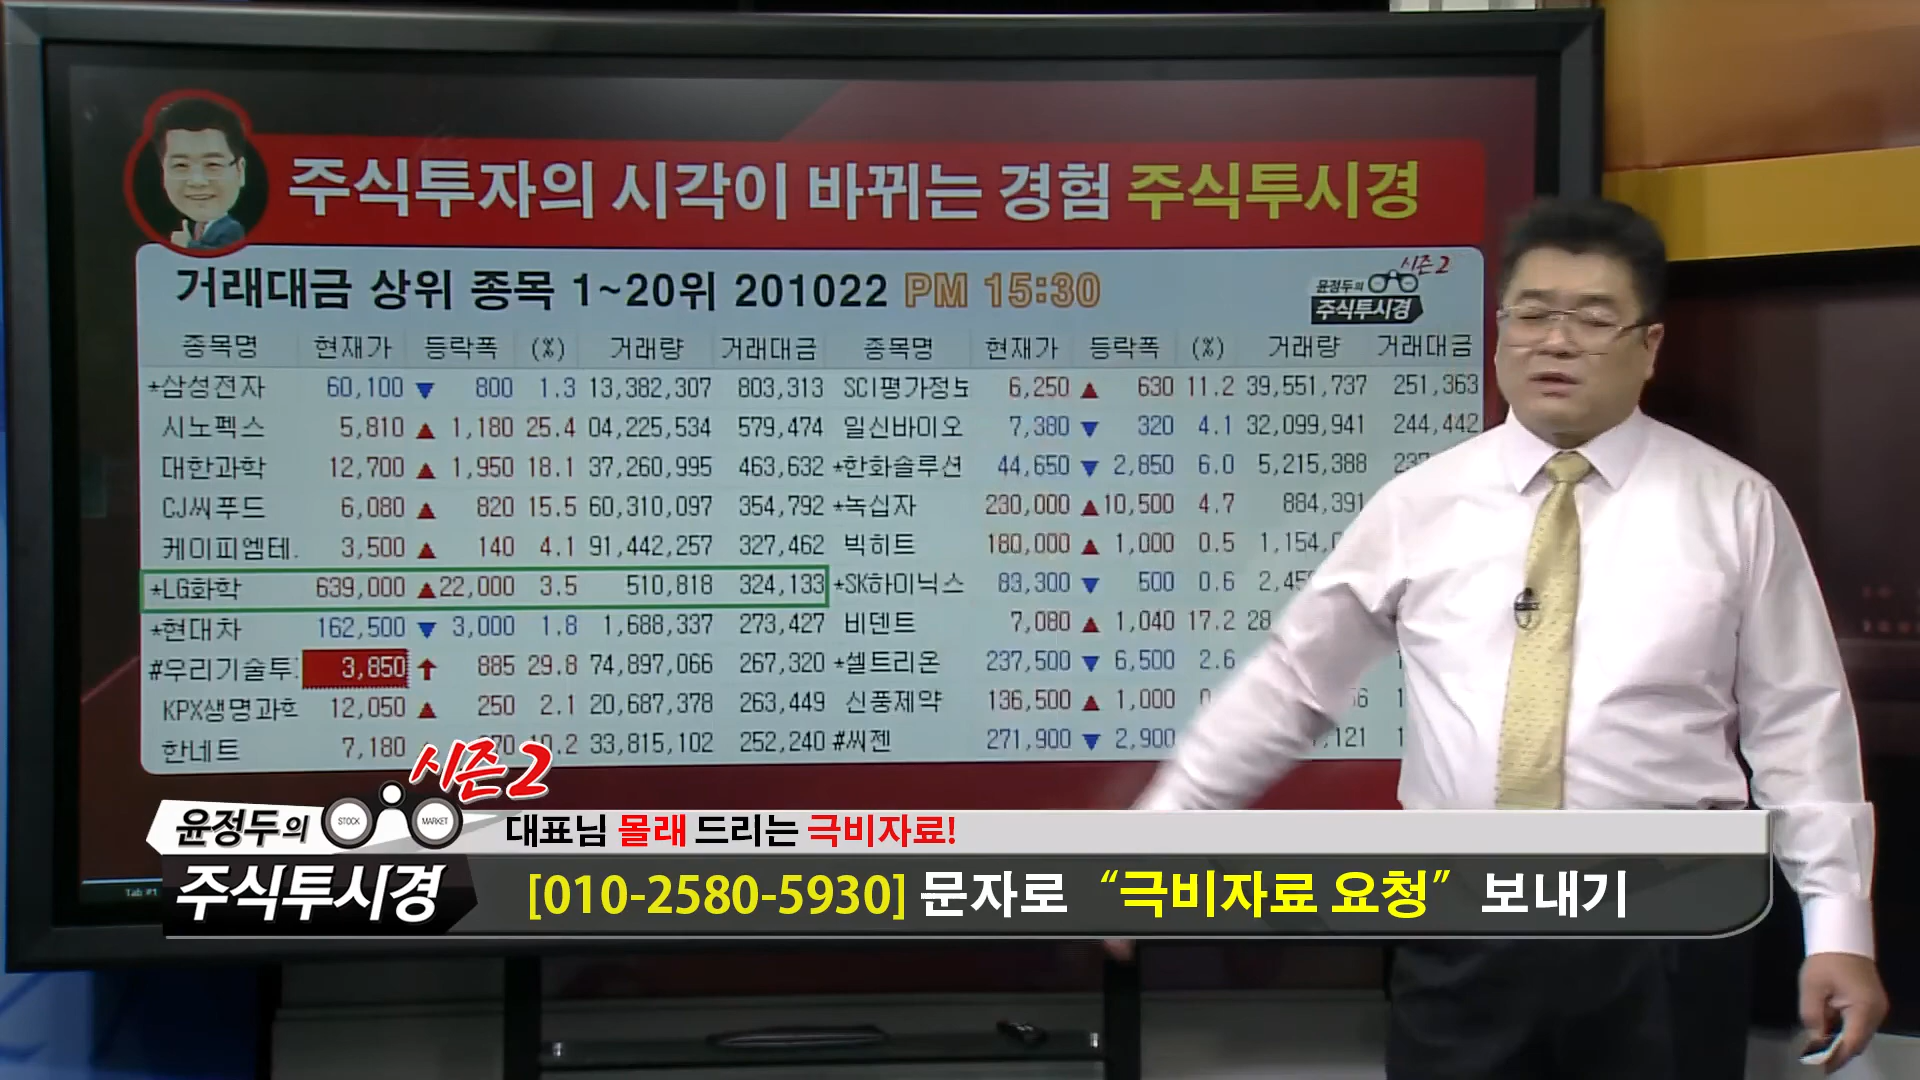 주식투자의 시각이 바뀌는 경험 주식투시경
거래대금 상위 종목 1~20위 201022 PM 15:30
시즌2
윤정두의
주식투시경
종목명 현재가 등락폭 (%) 거래량 거래대금 종목명 현재가 등락폭 (%) 거래량 거래대금
*삼성전자 60,100 ▼ 800 1.3 13,382,307 803,313 SCI평가정보 6,250 ▲ 630 11.2 39,551,737 251,363
시노펙스 5,810 ▲ 1,180 25.4 04,225,534 579,474 일신바이오 7,380 ▼ 320 4.1 32,099,941 244,442
대한과학 12,700 ▲ 1,950 18.1 37,260,995 463,632 *한화솔루션 44,650 ▼ 2,850 6.0 5,215,388
CJ씨푸드 6,080 ▲ 820 15.5 60,310,097 354,792 *녹십자 230,000 ▲ 10,500 4.7 884,391
케이피엠테. 3,500 ▲ 140 4.1 91,442,257 327,462 빅히트 180,000 ▲ 1,000 0.5
*LG화학 639,000 ▲ 22,000 3.5 510,818 324,133 *SK하이닉스 83,300 ▼ 500 0.6
*현대차 162,500 ▼ 3,000 1.8 1,688,337 273,427 비덴트 7,080 ▲ 1,040 17.2
#우리기술투. 3,850 ↑ 885 29.8 74,897,066 267,320 *셀트리온 237,500 ▼ 6,500 2.6
KPX생명과학 12,050 ▲ 250 2.1 20,687,378 263,449 신풍제약 136,500 ▲ 1,000
한네트 7,180 33,815,102 252,240 #씨젠 271,900 ▼ 2,900
시즌2
윤정두의
STOCK MARKET
주식투시경
대표님 몰래 드리는 극비자료!
[010-2580-5930] 문자로 “극비자료 요청” 보내기